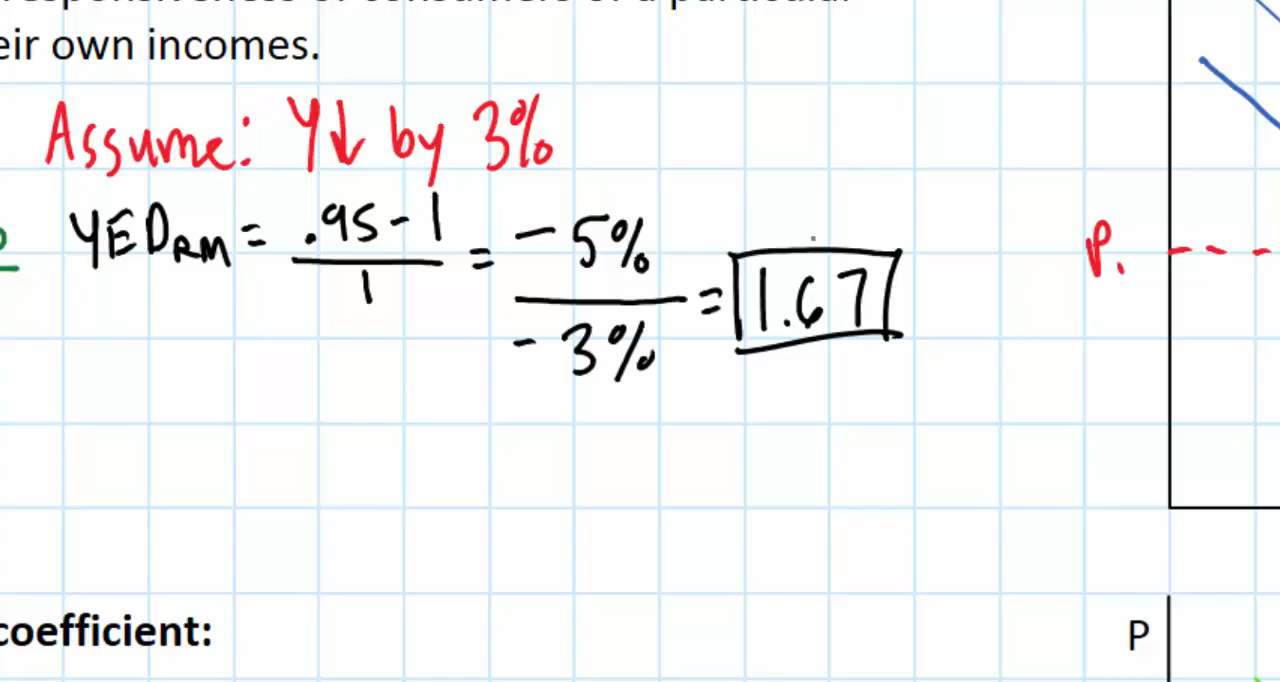 eir own incomes.
Assume: Y↓ by 3%
YED_RM = .95 - 1 / 1 = -5% / -3% = 1.67
P.
coefficient:
P